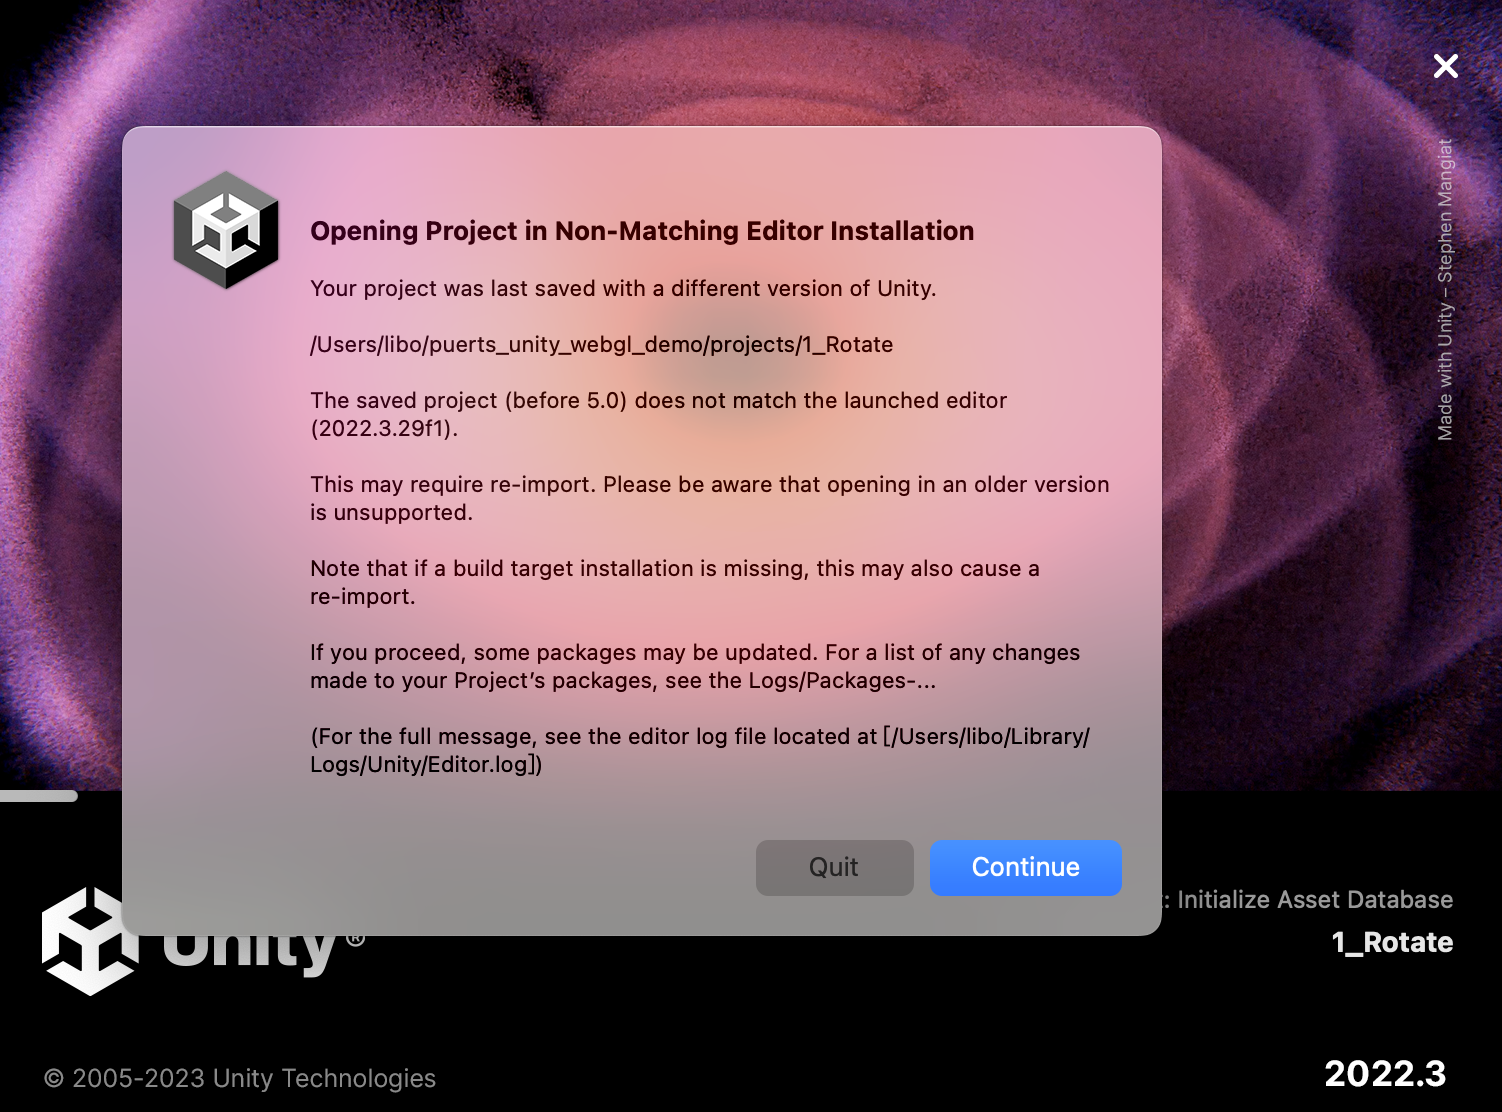 Made with Unity – Stephen Mangiat
Opening Project in Non-Matching Editor Installation
Your project was last saved with a different version of Unity.
/Users/libo/puerts_unity_webgl_demo/projects/1_Rotate
The saved project (before 5.0) does not match the launched editor
(2022.3.29f1).
This may require re-import. Please be aware that opening in an older version
is unsupported.
Note that if a build target installation is missing, this may also cause a
re-import.
If you proceed, some packages may be updated. For a list of any changes
made to your Project’s packages, see the Logs/Packages-...
(For the full message, see the editor log file located at [/Users/libo/Library/
Logs/Unity/Editor.log])
Quit
Continue
: Initialize Asset Database
Unity®
1_Rotate
© 2005-2023 Unity Technologies
2022.3